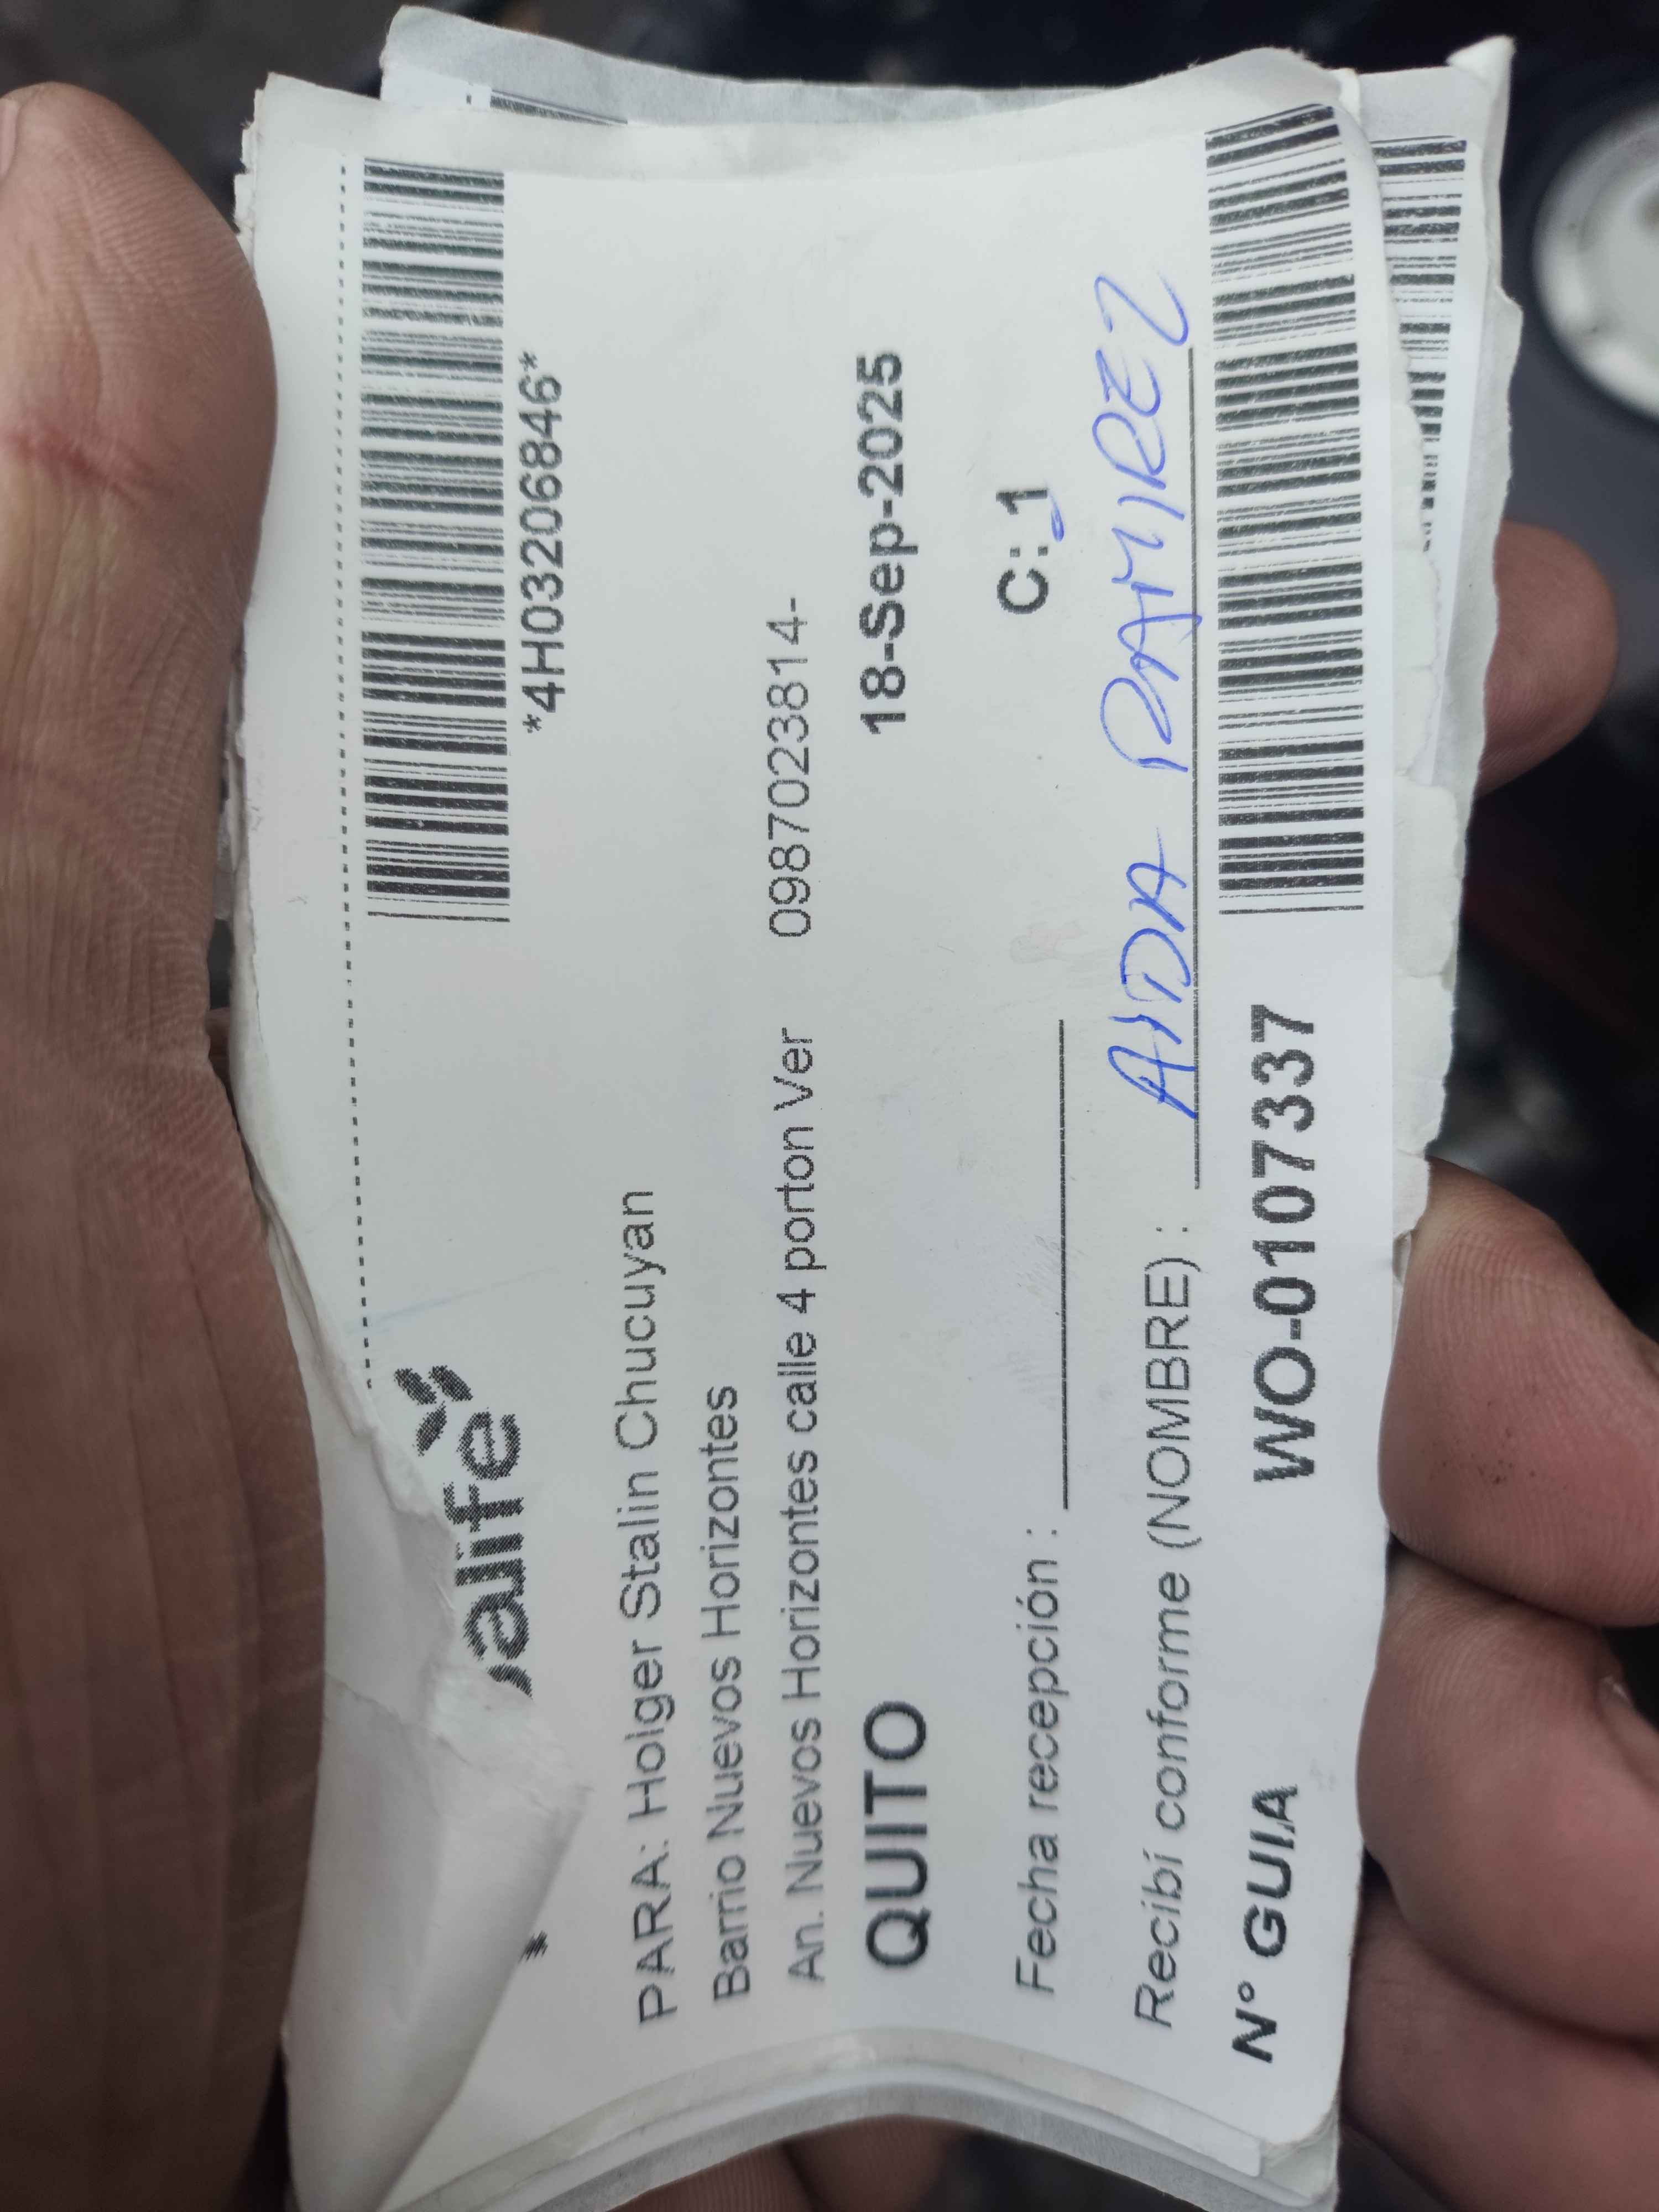 alife
*4H03206846*
PARA: Holger Stalin Chucuyan
Barrio Nuevos Horizontes
An. Nuevos Horizontes calle 4 porton Ver 0987023814-
QUITO 18-Sep-2025
Fecha recepción : C:1
Recibí conforme (NOMBRE) : AIDA RAMIREZ
N° GUIA WO-0107337